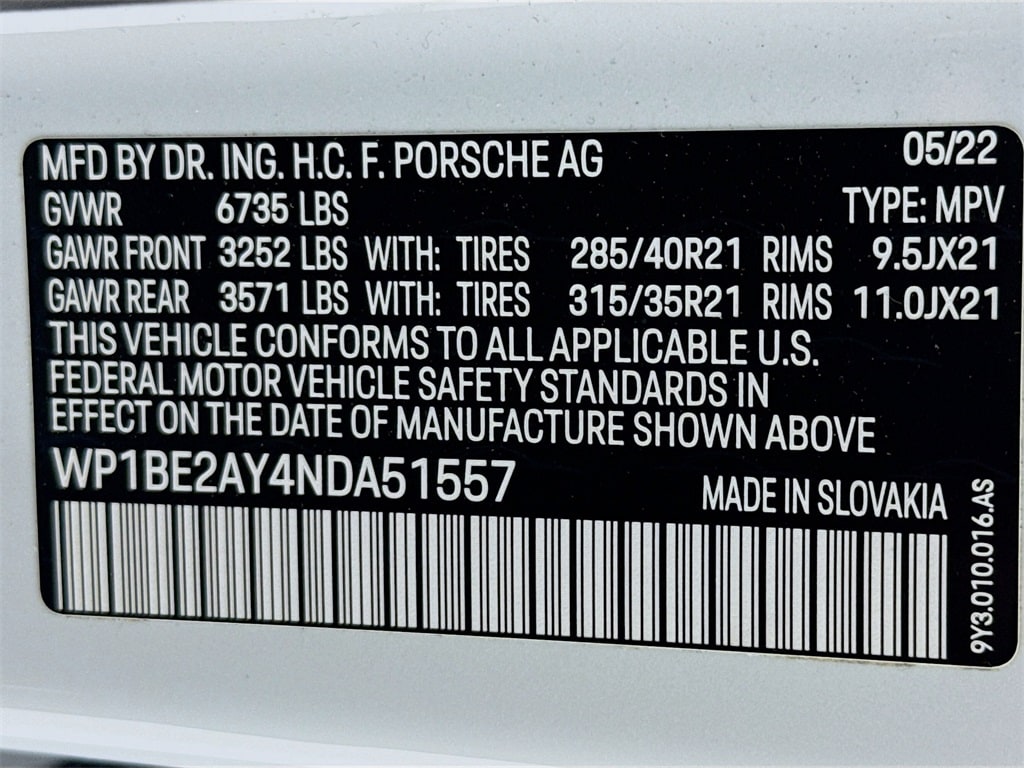 MFD BY DR. ING. H.C. F. PORSCHE AG 05/22
GVWR 6735 LBS TYPE: MPV
GAWR FRONT 3252 LBS WITH: TIRES 285/40R21 RIMS 9.5JX21
GAWR REAR 3571 LBS WITH: TIRES 315/35R21 RIMS 11.0JX21
THIS VEHICLE CONFORMS TO ALL APPLICABLE U.S.
FEDERAL MOTOR VEHICLE SAFETY STANDARDS IN
EFFECT ON THE DATE OF MANUFACTURE SHOWN ABOVE
WP1BE2AY4NDA51557 MADE IN SLOVAKIA
9Y3.010.016.AS